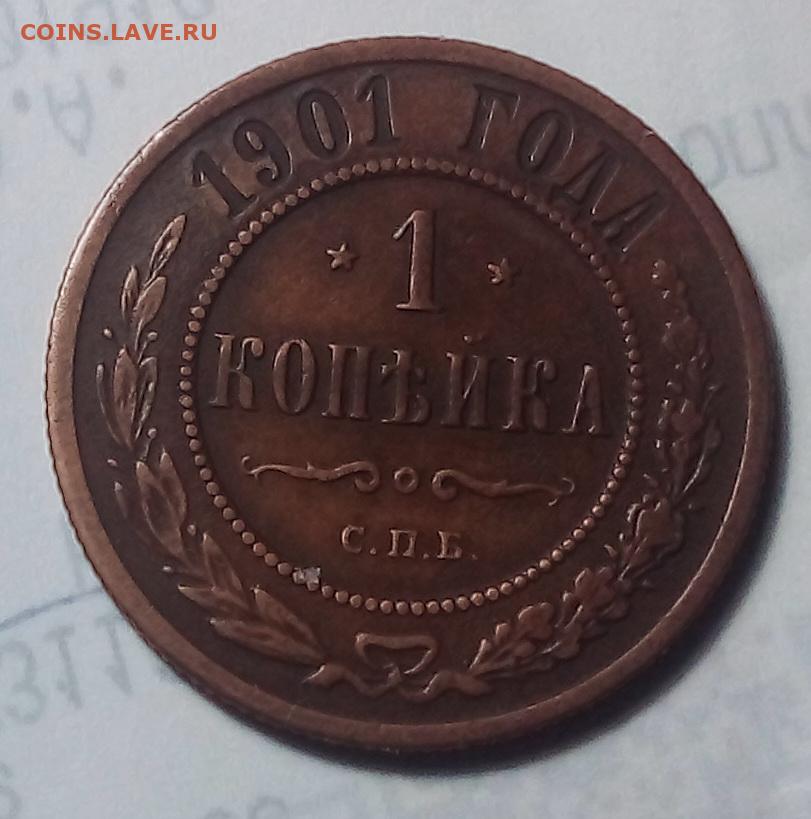 COINS.LAVE.RU
1901 ГОДА
1
КОПѢЙКА
С.П.Б.